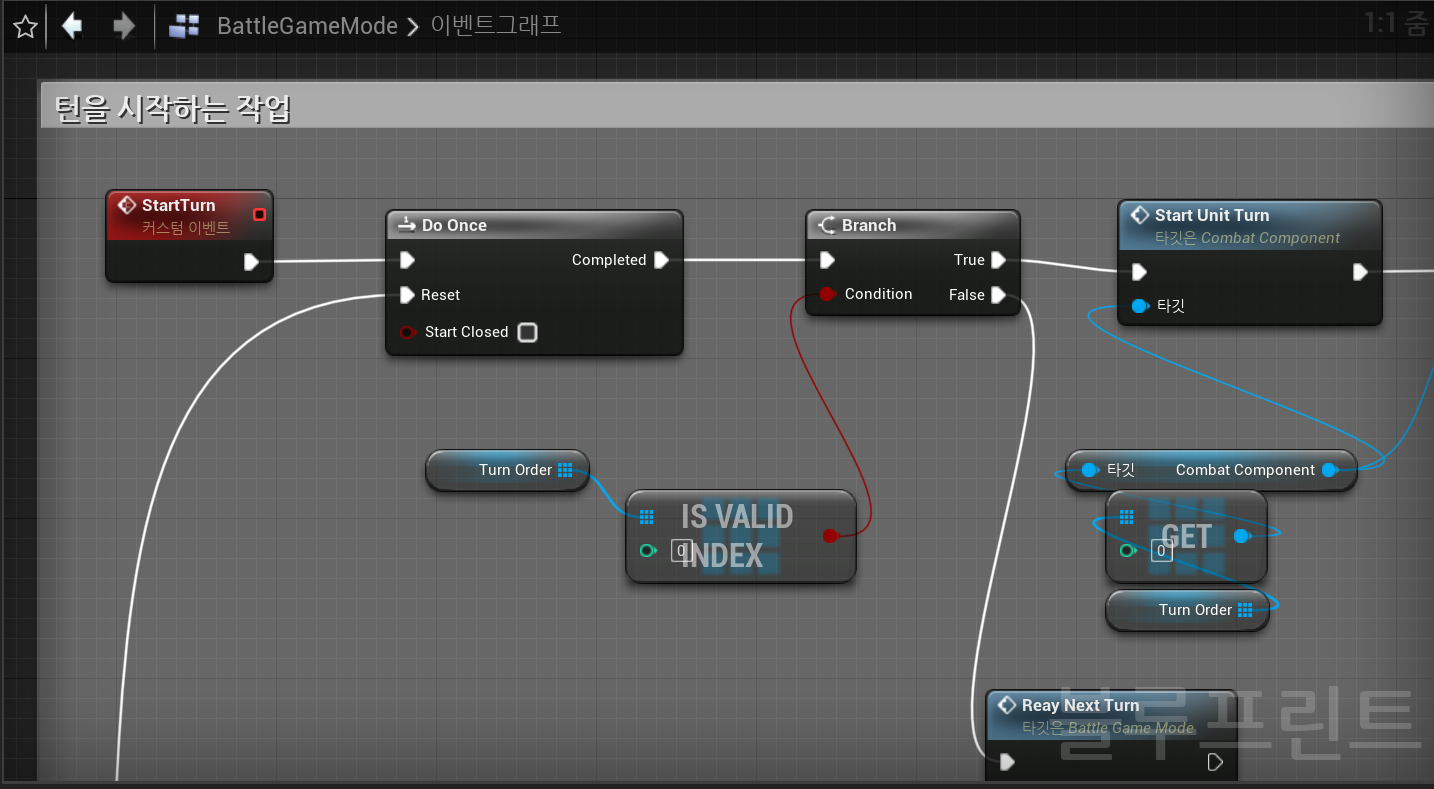 BattleGameMode > 이벤트그래프
1:1 줌
턴을 시작하는 작업
StartTurn
커스텀 이벤트
Do Once
Completed
Reset
Start Closed
Branch
True
Condition
False
Start Unit Turn
타깃은 Combat Component
타깃
Turn Order
IS VALID
INDEX
0
타깃
Combat Component
GET
0
Turn Order
Reay Next Turn
타깃은 Battle Game Mode
블루프린트